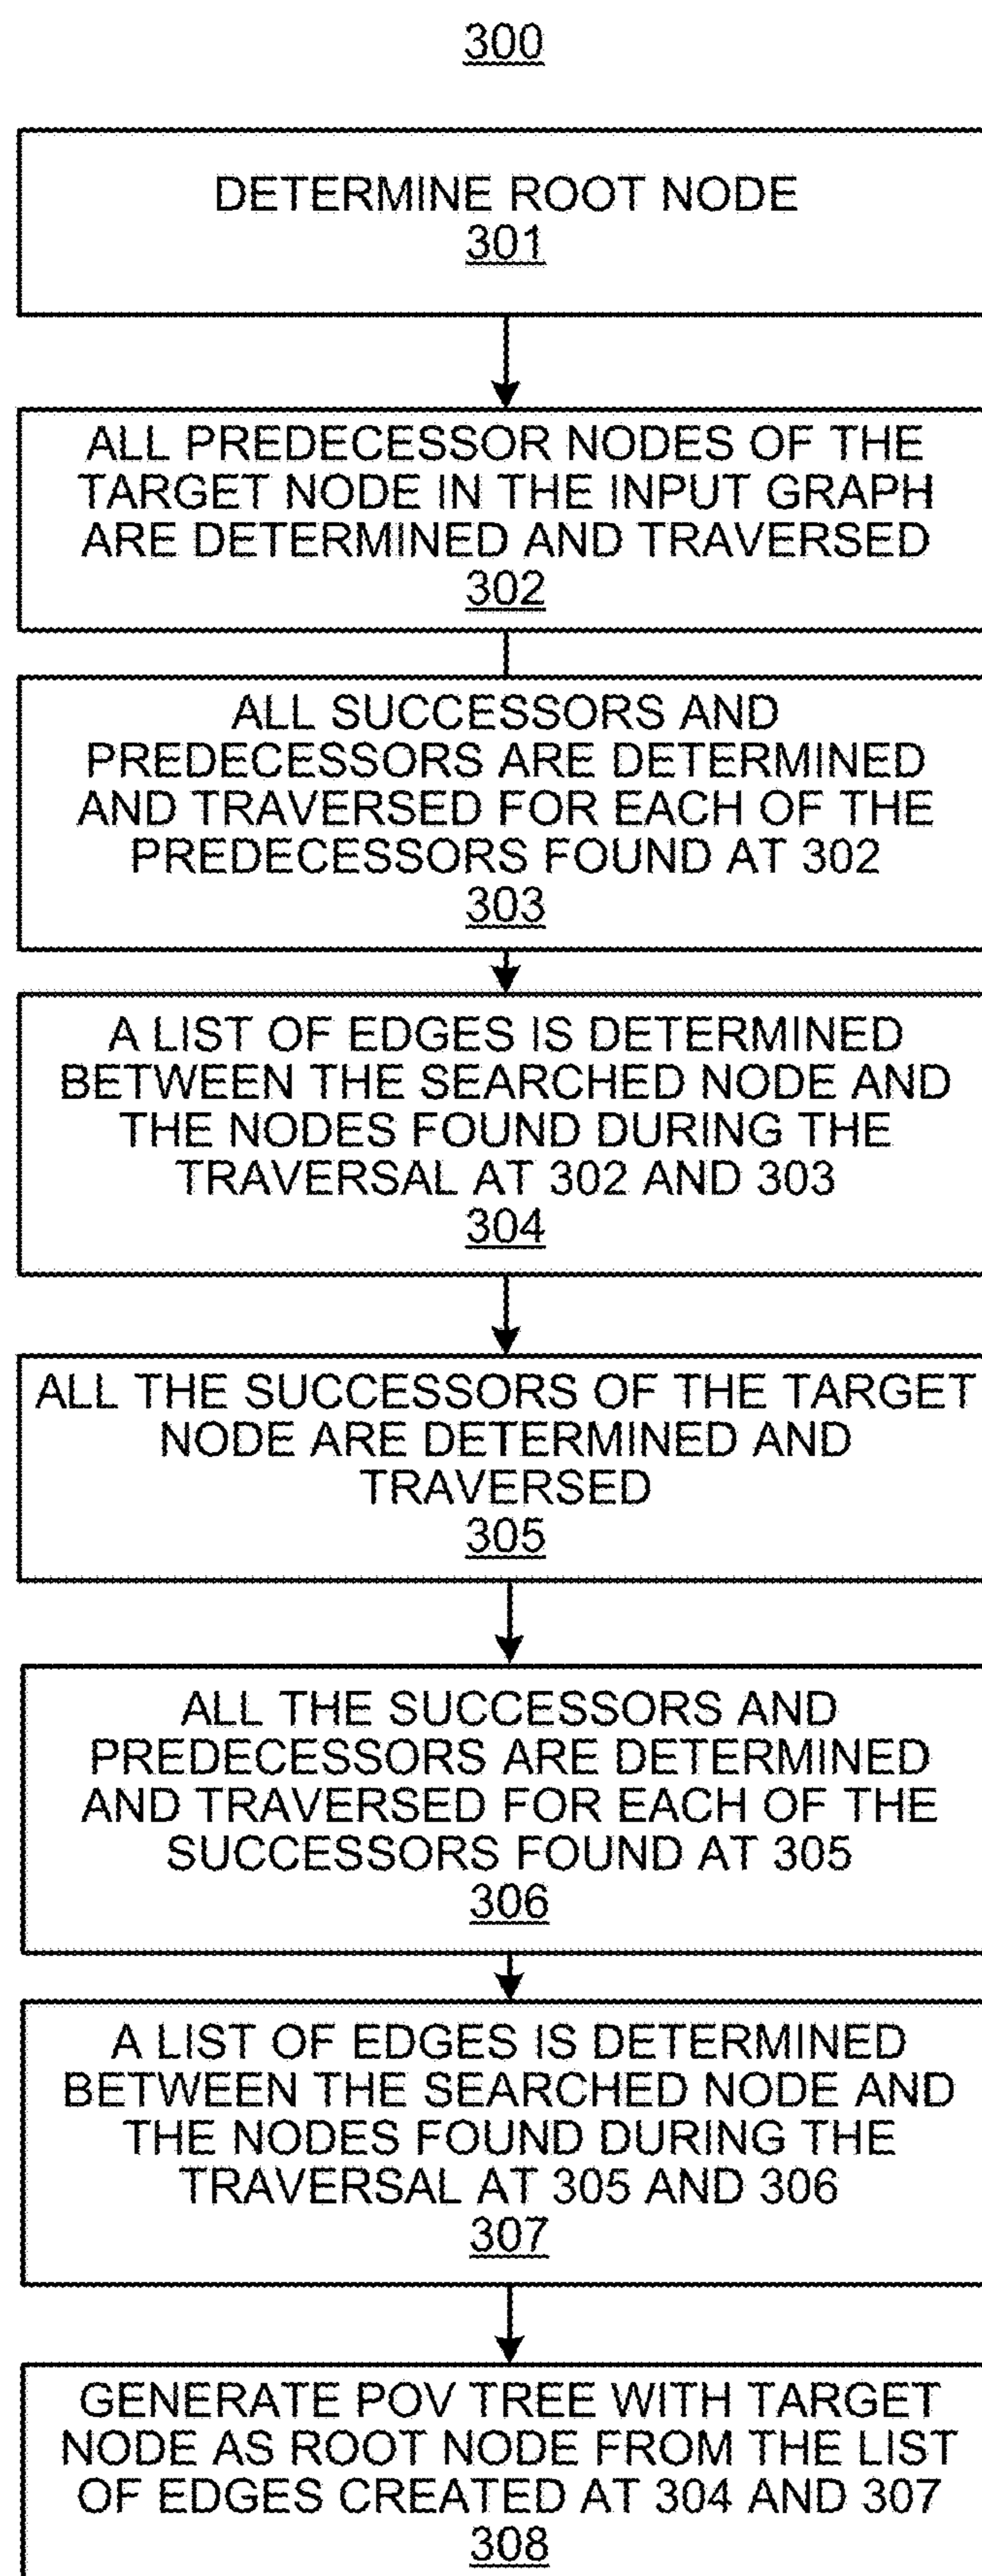 300
DETERMINE ROOT NODE
301
ALL PREDECESSOR NODES OF THE
TARGET NODE IN THE INPUT GRAPH
ARE DETERMINED AND TRAVERSED
302
ALL SUCCESSORS AND
PREDECESSORS ARE DETERMINED
AND TRAVERSED FOR EACH OF THE
PREDECESSORS FOUND AT 302
303
A LIST OF EDGES IS DETERMINED
BETWEEN THE SEARCHED NODE AND
THE NODES FOUND DURING THE
TRAVERSAL AT 302 AND 303
304
ALL THE SUCCESSORS OF THE TARGET
NODE ARE DETERMINED AND
TRAVERSED
305
ALL THE SUCCESSORS AND
PREDECESSORS ARE DETERMINED
AND TRAVERSED FOR EACH OF THE
SUCCESSORS FOUND AT 305
306
A LIST OF EDGES IS DETERMINED
BETWEEN THE SEARCHED NODE AND
THE NODES FOUND DURING THE
TRAVERSAL AT 305 AND 306
307
GENERATE POV TREE WITH TARGET
NODE AS ROOT NODE FROM THE LIST
OF EDGES CREATED AT 304 AND 307
308